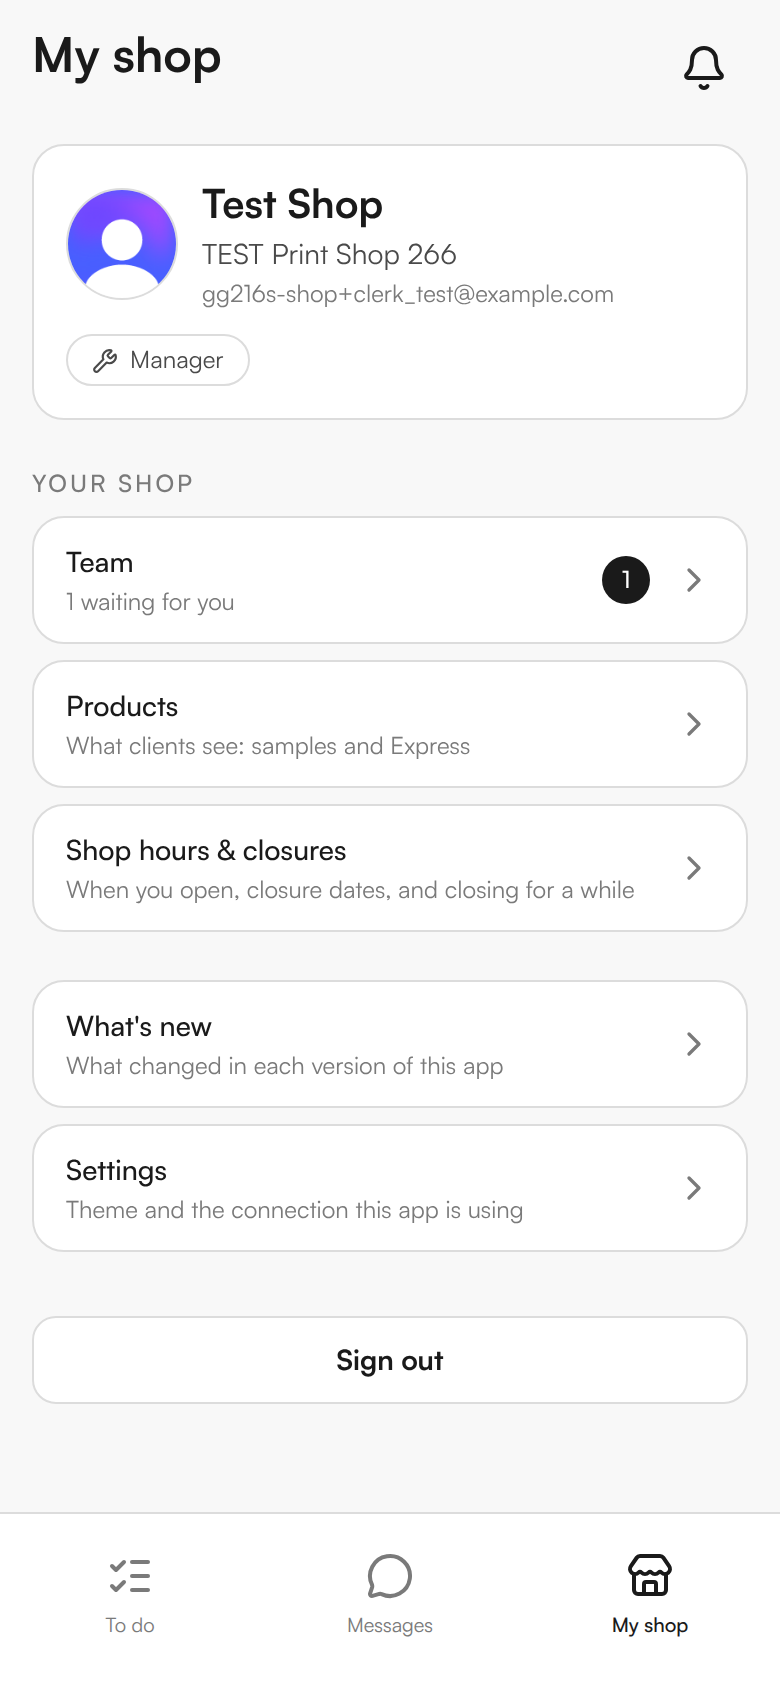 My shop
Test Shop
TEST Print Shop 266
gg216s-shop+clerk_test@example.com
Manager
YOUR SHOP
Team
1 waiting for you
1
Products
What clients see: samples and Express
Shop hours & closures
When you open, closure dates, and closing for a while
What's new
What changed in each version of this app
Settings
Theme and the connection this app is using
Sign out
To do
Messages
My shop